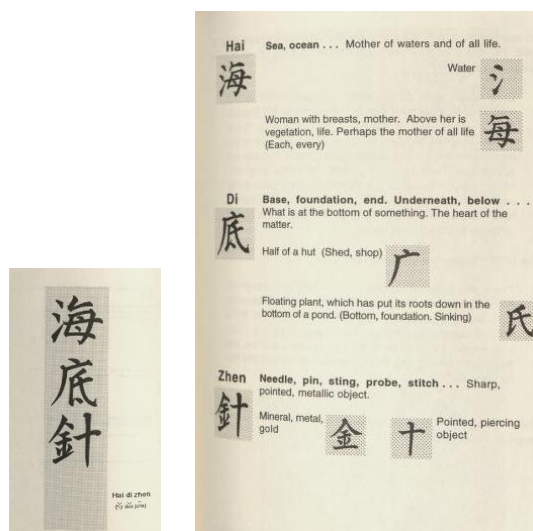 海
底
針
Hai di zhen
Hai
海
Sea, ocean . . . Mother of waters and of all life.
Water
氵
Woman with breasts, mother. Above her is
vegetation, life. Perhaps the mother of all life
(Each, every)
每
Di
底
Base, foundation, end. Underneath, below . . .
What is at the bottom of something. The heart of the
matter.
Half of a hut (Shed, shop)
广
Floating plant, which has put its roots down in the
bottom of a pond. (Bottom, foundation. Sinking)
氏
Zhen
針
Needle, pin, sting, probe, stitch . . . Sharp,
pointed, metallic object.
Mineral, metal,
gold
金
十
Pointed, piercing
object